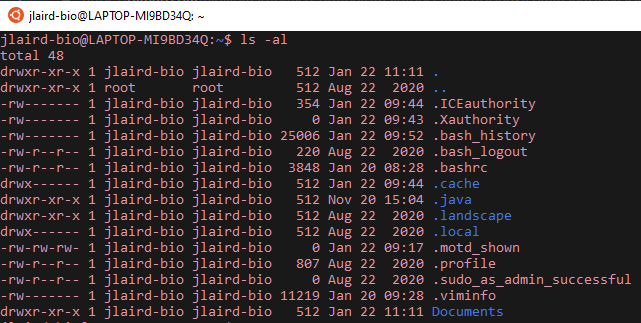 jlaird-bio@LAPTOP-MI9BD34Q: ~
jlaird-bio@LAPTOP-MI9BD34Q:~$ ls -al
total 48
drwxr-xr-x 1 jlaird-bio jlaird-bio   512 Jan 22 11:11 .
drwxr-xr-x 1 root       root         512 Aug 22  2020 ..
-rw------- 1 jlaird-bio jlaird-bio   354 Jan 22 09:44 .ICEauthority
-rw------- 1 jlaird-bio jlaird-bio     0 Jan 22 09:43 .Xauthority
-rw------- 1 jlaird-bio jlaird-bio 25006 Jan 22 09:52 .bash_history
-rw-r--r-- 1 jlaird-bio jlaird-bio   220 Aug 22  2020 .bash_logout
-rw-r--r-- 1 jlaird-bio jlaird-bio  3848 Jan 20 08:28 .bashrc
drwx------ 1 jlaird-bio jlaird-bio   512 Jan 22 09:44 .cache
drwxr-xr-x 1 jlaird-bio jlaird-bio   512 Nov 20 15:04 .java
drwxr-xr-x 1 jlaird-bio jlaird-bio   512 Aug 22  2020 .landscape
drwx------ 1 jlaird-bio jlaird-bio   512 Aug 22  2020 .local
-rw-rw-rw- 1 jlaird-bio jlaird-bio     0 Jan 22 09:17 .motd_shown
-rw-r--r-- 1 jlaird-bio jlaird-bio   807 Aug 22  2020 .profile
-rw-r--r-- 1 jlaird-bio jlaird-bio     0 Aug 22  2020 .sudo_as_admin_successful
-rw------- 1 jlaird-bio jlaird-bio 11219 Jan 20 09:28 .viminfo
drwxr-xr-x 1 jlaird-bio jlaird-bio   512 Jan 22 11:11 Documents